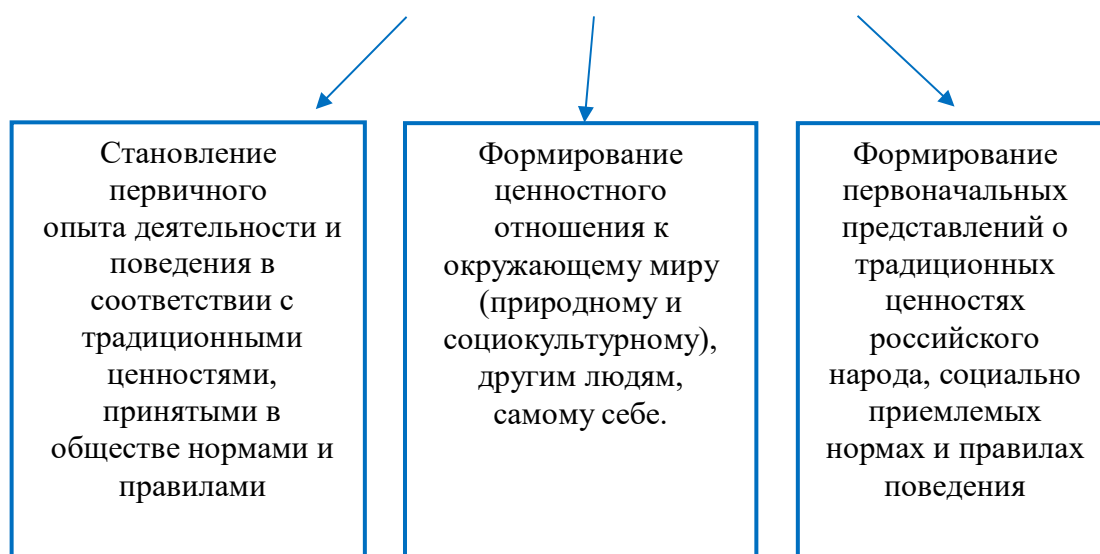 Становление
первичного
опыта деятельности и
поведения в
соответствии с
традиционными
ценностями,
принятыми в
обществе нормами и
правилами
Формирование
ценностного
отношения к
окружающему миру
(природному и
социокультурному),
другим людям,
самому себе.
Формирование
первоначальных
представлений о
традиционных
ценностях
российского
народа, социально
приемлемых
нормах и правилах
поведения